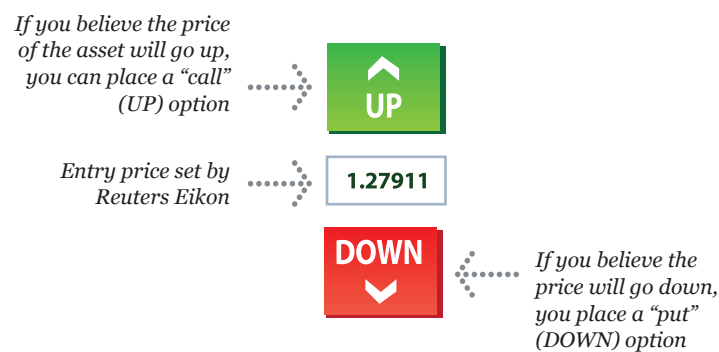 If you believe the price
of the asset will go up,
you can place a “call”
(UP) option
UP
Entry price set by
Reuters Eikon
1.27911
DOWN
If you believe the
price will go down,
you place a “put”
(DOWN) option